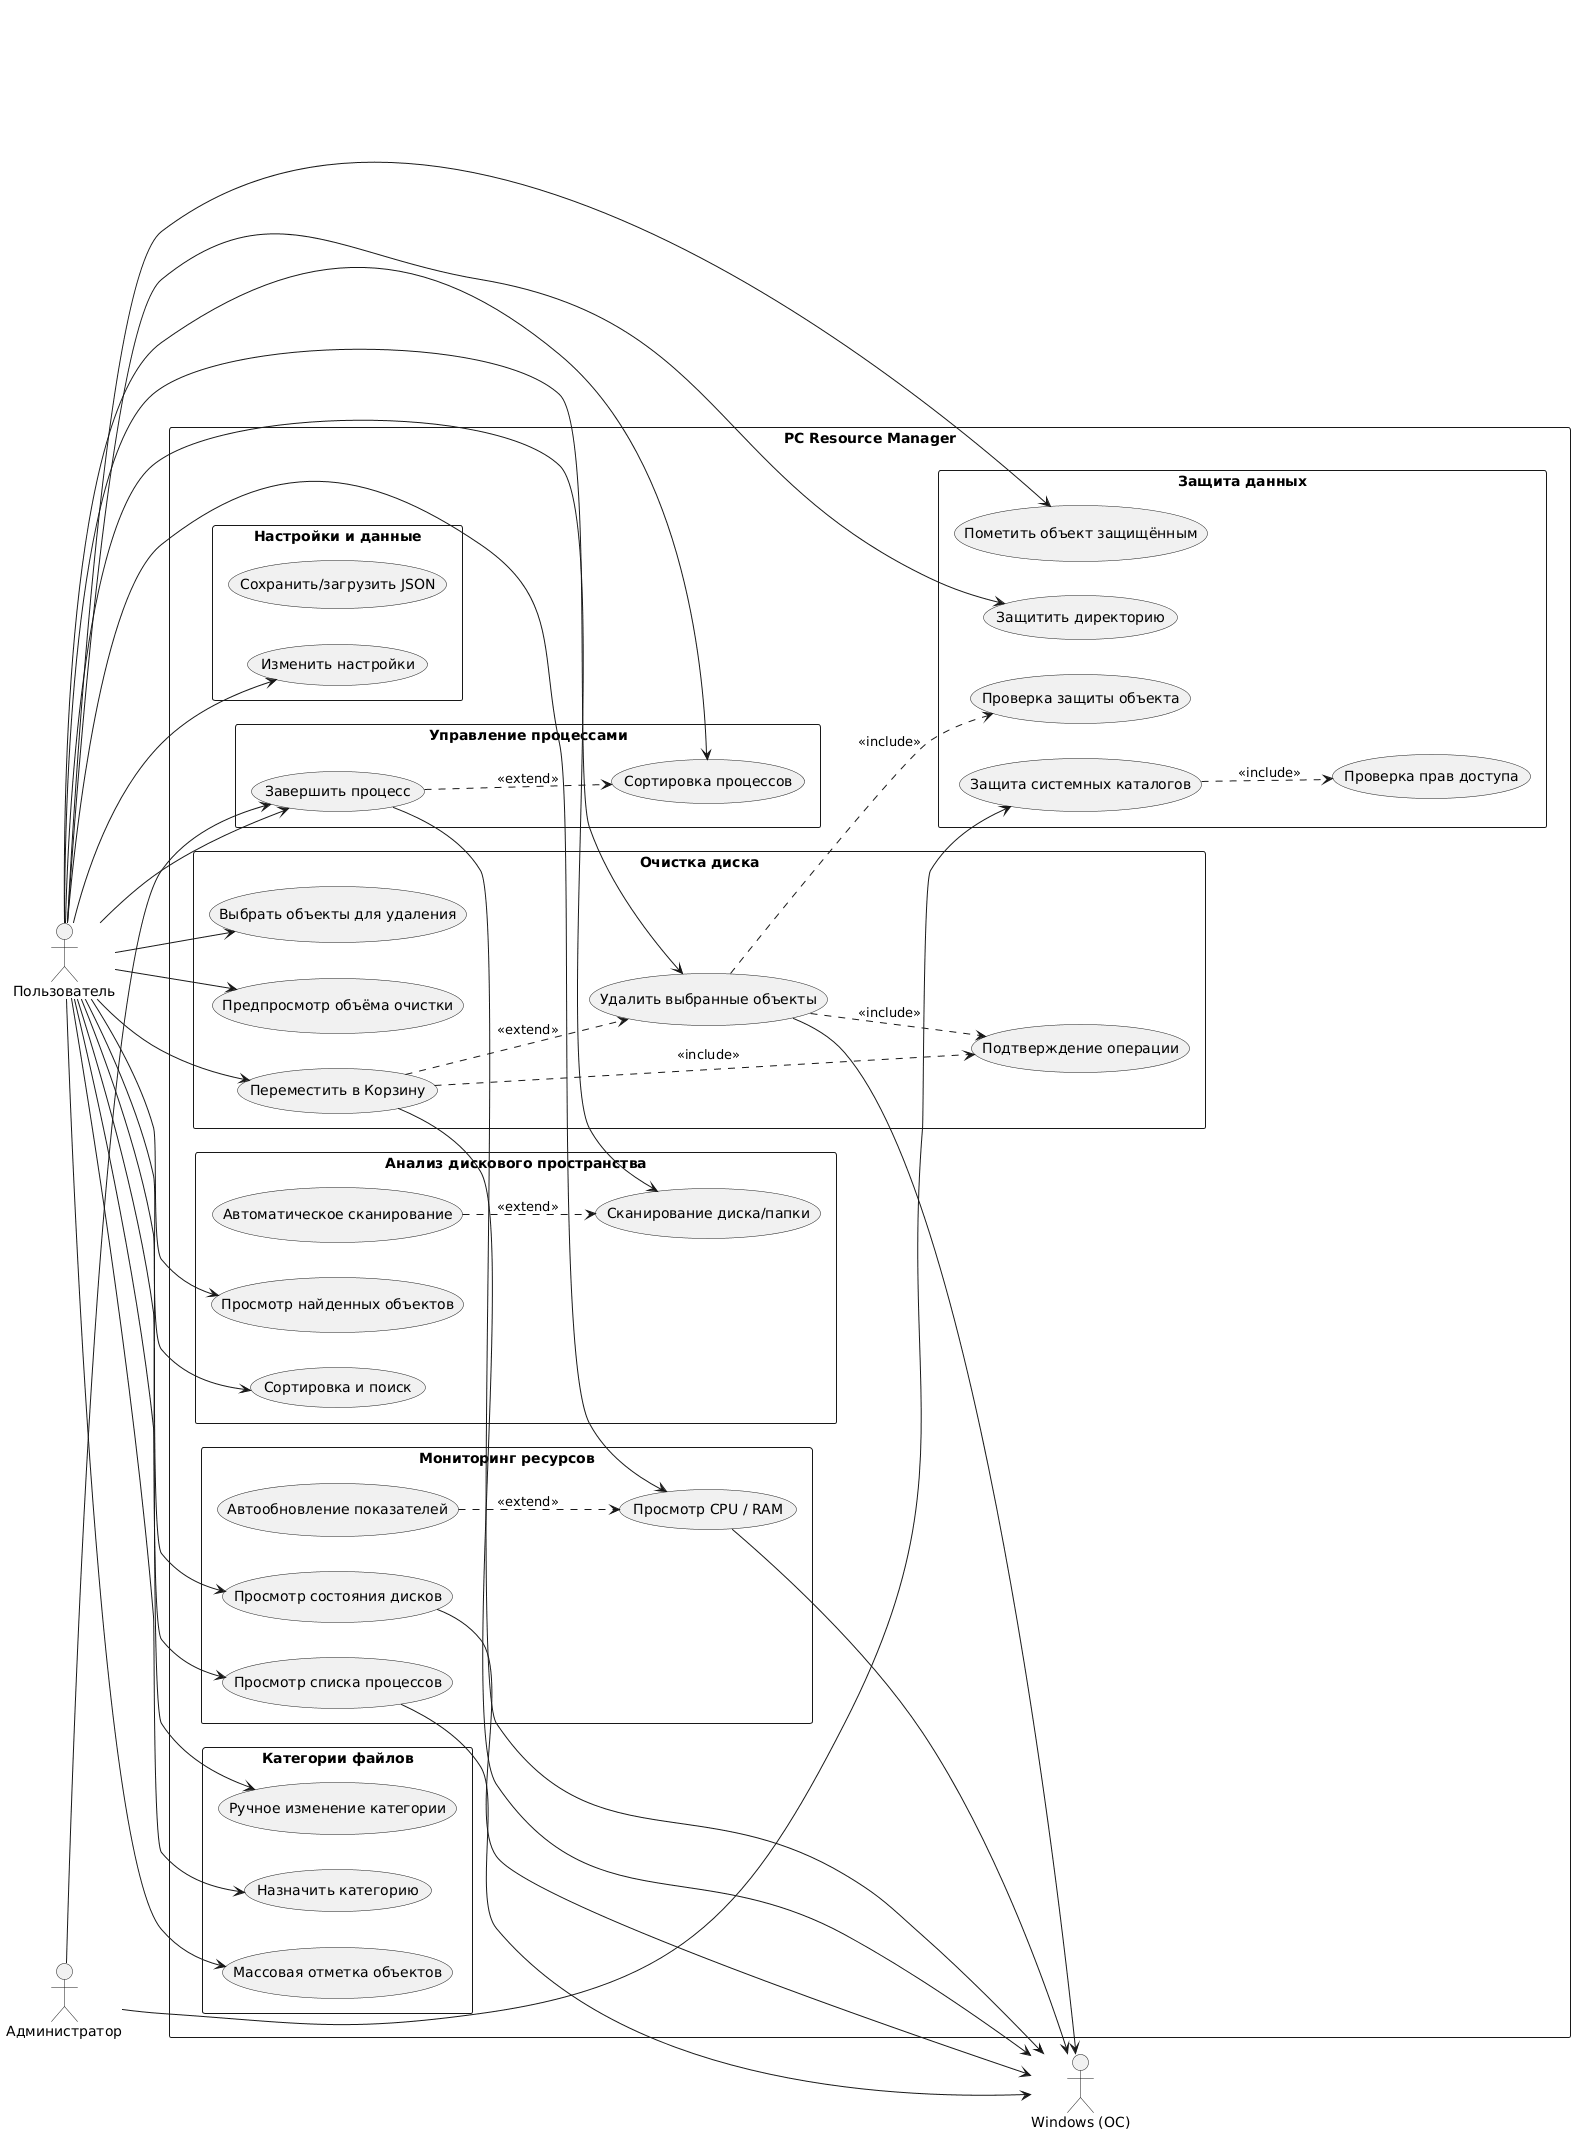 PC Resource Manager
Защита данных
Пометить объект защищённым
Защитить директорию
Проверка защиты объекта
Защита системных каталогов
«include»
Проверка прав доступа
«include»
Настройки и данные
Сохранить/загрузить JSON
Изменить настройки
Управление процессами
Завершить процесс
«extend»
Сортировка процессов
Очистка диска
Выбрать объекты для удаления
Предпросмотр объёма очистки
Удалить выбранные объекты
«include»
«extend»
Подтверждение операции
«include»
Переместить в Корзину
Пользователь
Анализ дискового пространства
Автоматическое сканирование
«extend»
Сканирование диска/папки
Просмотр найденных объектов
Сортировка и поиск
Мониторинг ресурсов
Автообновление показателей
«extend»
Просмотр CPU / RAM
Просмотр состояния дисков
Просмотр списка процессов
Категории файлов
Ручное изменение категории
Назначить категорию
Массовая отметка объектов
Администратор
Windows (ОС)